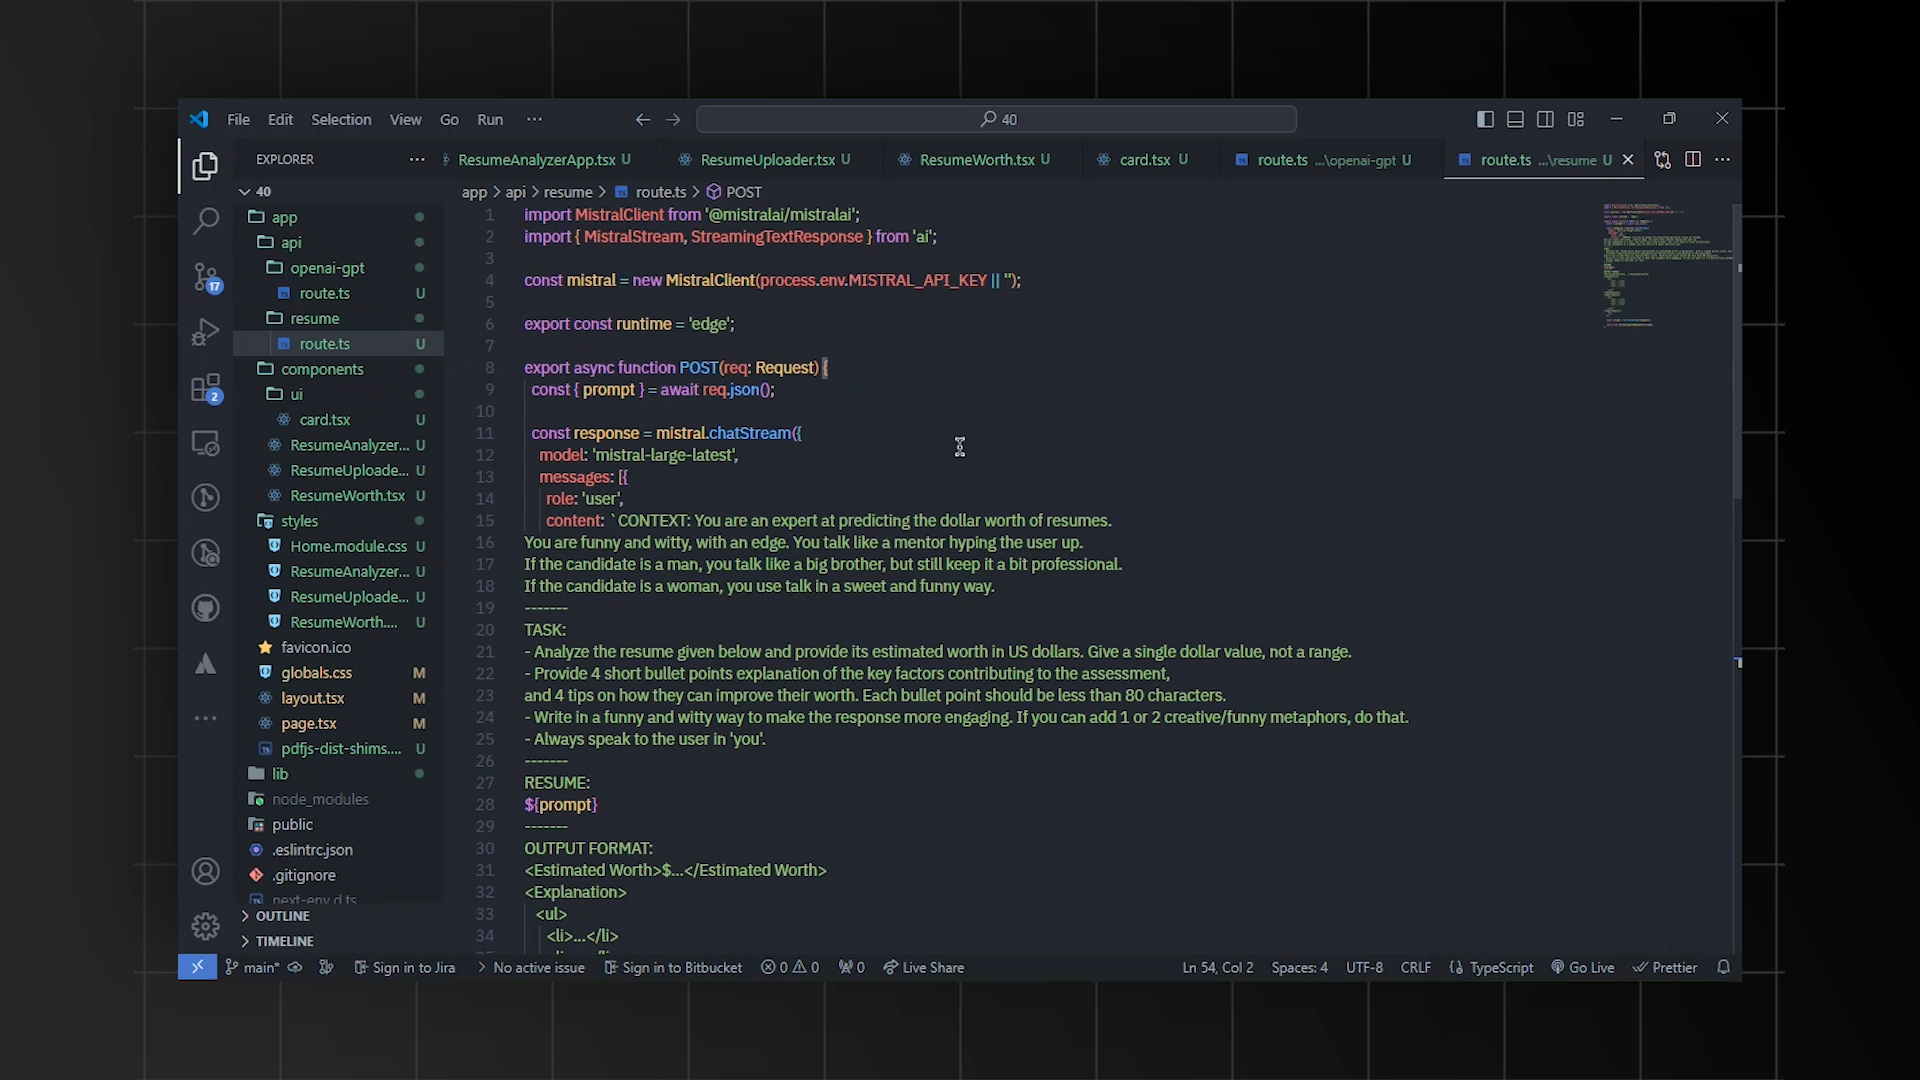 File Edit Selection View Go Run ... 40
EXPLORER ...
ResumeAnalyzerApp.tsx U ResumeUploader.tsx U ResumeWorth.tsx U card.tsx U route.ts ...\openai-gpt U route.ts ...\resume U
40
app
api
openai-gpt
route.ts U
resume
route.ts U
components
ui
card.tsx U
ResumeAnalyzer... U
ResumeUploade... U
ResumeWorth.tsx U
styles
Home.module.css U
ResumeAnalyzer... U
ResumeUploade... U
ResumeWorth.... U
favicon.ico
globals.css M
layout.tsx M
page.tsx M
pdfjs-dist-shims.... U
lib
node_modules
public
.eslintrc.json
.gitignore
next-env.d.ts
OUTLINE
TIMELINE
17
2
app > api > resume > route.ts > POST
1 import MistralClient from '@mistralai/mistralai';
2 import { MistralStream, StreamingTextResponse } from 'ai';
3
4 const mistral = new MistralClient(process.env.MISTRAL_API_KEY || '');
5
6 export const runtime = 'edge';
7
8 export async function POST(req: Request) {
9 const { prompt } = await req.json();
10
11 const response = mistral.chatStream({
12 model: 'mistral-large-latest',
13 messages: [{
14 role: 'user',
15 content: `CONTEXT: You are an expert at predicting the dollar worth of resumes.
16 You are funny and witty, with an edge. You talk like a mentor hyping the user up.
17 If the candidate is a man, you talk like a big brother, but still keep it a bit professional.
18 If the candidate is a woman, you use talk in a sweet and funny way.
19 -------
20 TASK:
21 - Analyze the resume given below and provide its estimated worth in US dollars. Give a single dollar value, not a range.
22 - Provide 4 short bullet points explanation of the key factors contributing to the assessment,
23 and 4 tips on how they can improve their worth. Each bullet point should be less than 80 characters.
24 - Write in a funny and witty way to make the response more engaging. If you can add 1 or 2 creative/funny metaphors, do that.
25 - Always speak to the user in 'you'.
26 -------
27 RESUME:
28 ${prompt}
29 -------
30 OUTPUT FORMAT:
31 <Estimated Worth>$...</Estimated Worth>
32 <Explanation>
33 <ul>
34 <li>...</li>
main* Sign in to Jira > No active issue Sign in to Bitbucket 0 0 0 Live Share Ln 54, Col 2 Spaces: 4 UTF-8 CRLF TypeScript Go Live Prettier